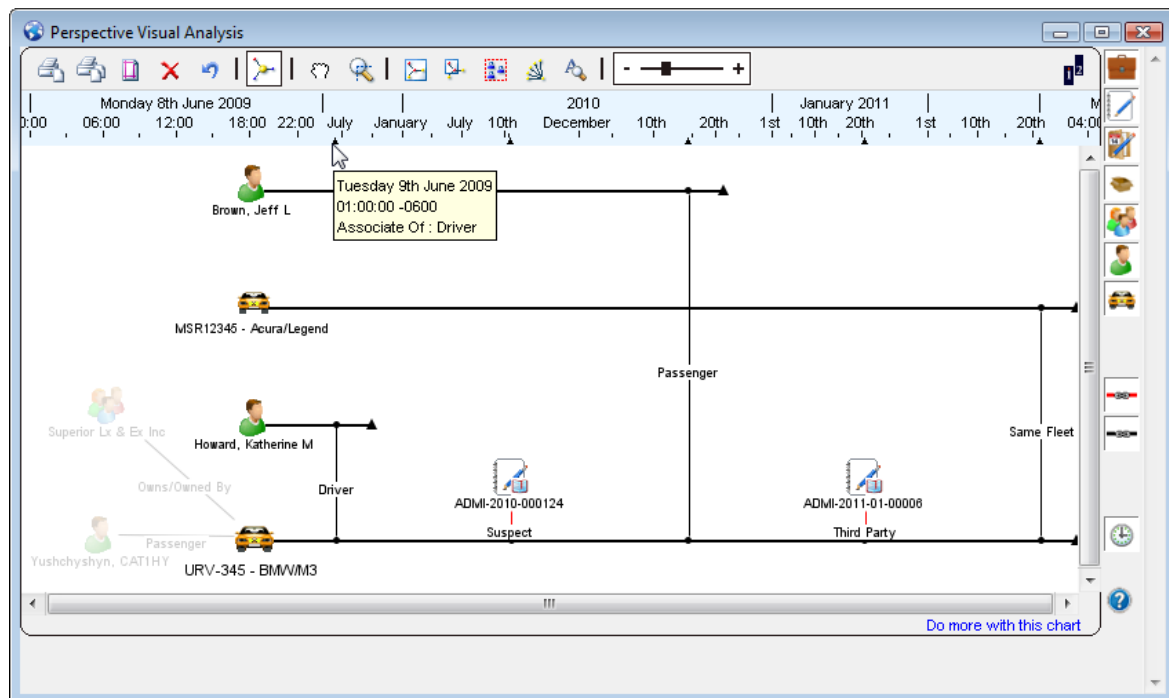 Perspective Visual Analysis
- +
1 2
Monday 8th June 2009 2010 January 2011 M
0:00 06:00 12:00 18:00 22:00 July January July 10th December 10th 20th 1st 10th 20th 1st 10th 20th 04:00
Tuesday 9th June 2009
01:00:00 -0600
Associate Of : Driver
Brown, Jeff L
MSR12345 - Acura/Legend
Passenger
Superior Lx & Ex Inc
Howard, Katherine M
Same Fleet
Owns/Owned By
Driver
ADMI-2010-000124
ADMI-2011-01-00006
Suspect
Third Party
Passenger
Yushchyshyn, CAT1HY
URV-345 - BMW/M3
Do more with this chart